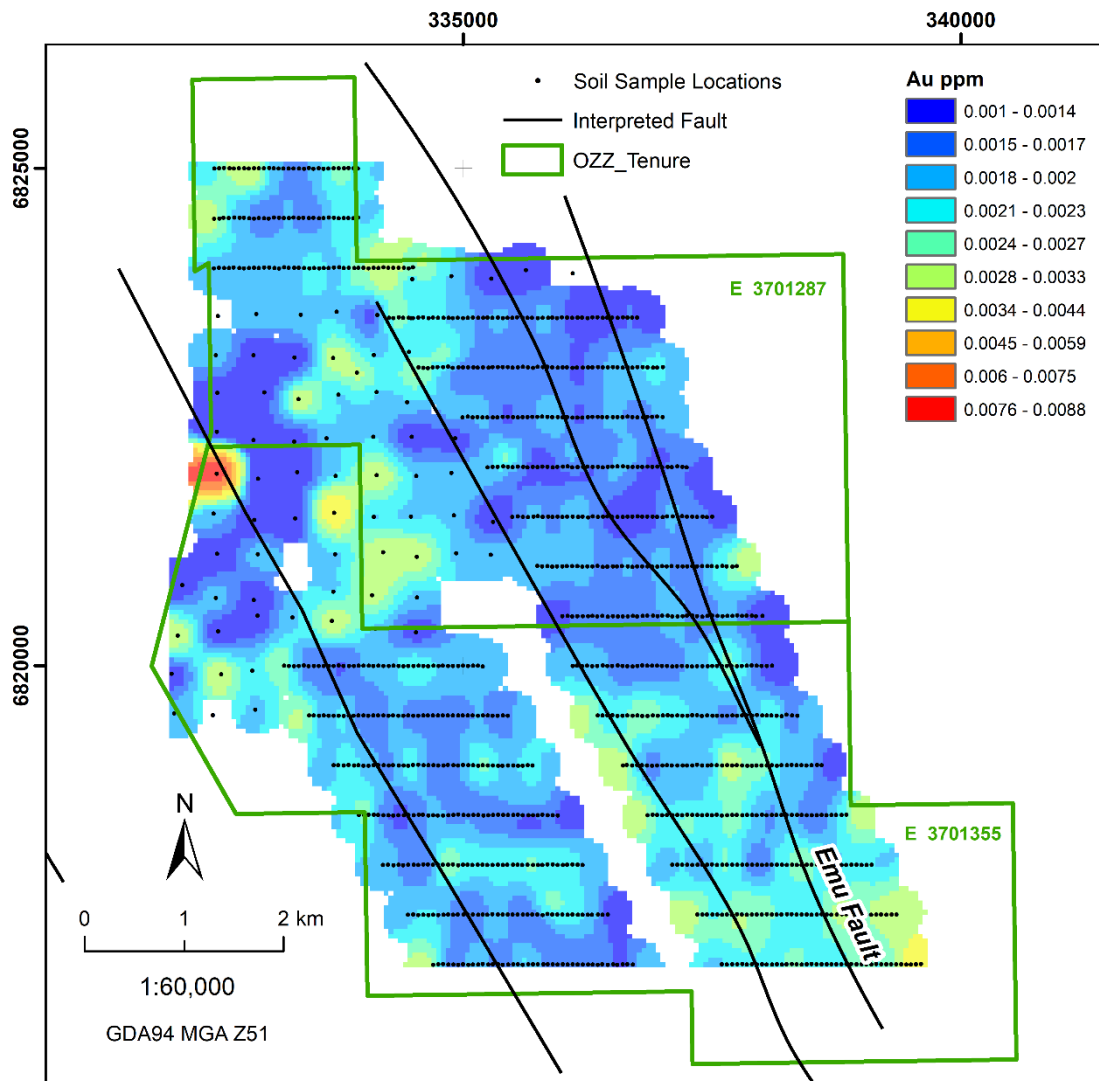 335000
340000
6825000
6820000
Soil Sample Locations
Interpreted Fault
OZZ_Tenure
Au ppm
0.001 - 0.0014
0.0015 - 0.0017
0.0018 - 0.002
0.0021 - 0.0023
0.0024 - 0.0027
0.0028 - 0.0033
0.0034 - 0.0044
0.0045 - 0.0059
0.006 - 0.0075
0.0076 - 0.0088
E 3701287
E 3701355
Emu Fault
N
0 1 2 km
1:60,000
GDA94 MGA Z51